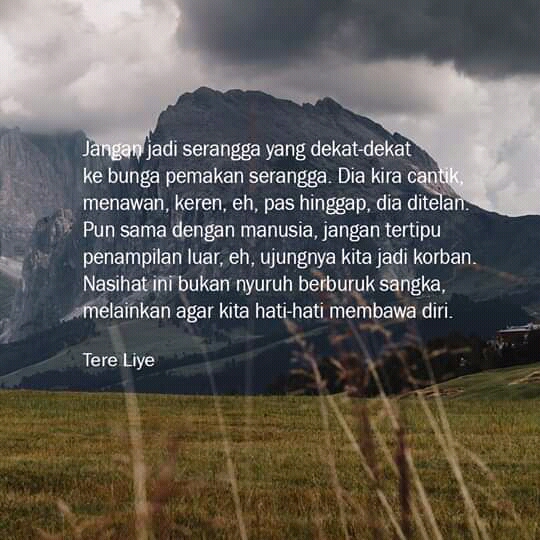 Jangan jadi serangga yang dekat-dekat
ke bunga pemakan serangga. Dia kira cantik,
menawan, keren, eh, pas hinggap, dia ditelan.
Pun sama dengan manusia, jangan tertipu
penampilan luar, eh, ujungnya kita jadi korban.
Nasihat ini bukan nyuruh berburuk sangka,
melainkan agar kita hati-hati membawa diri.
Tere Liye